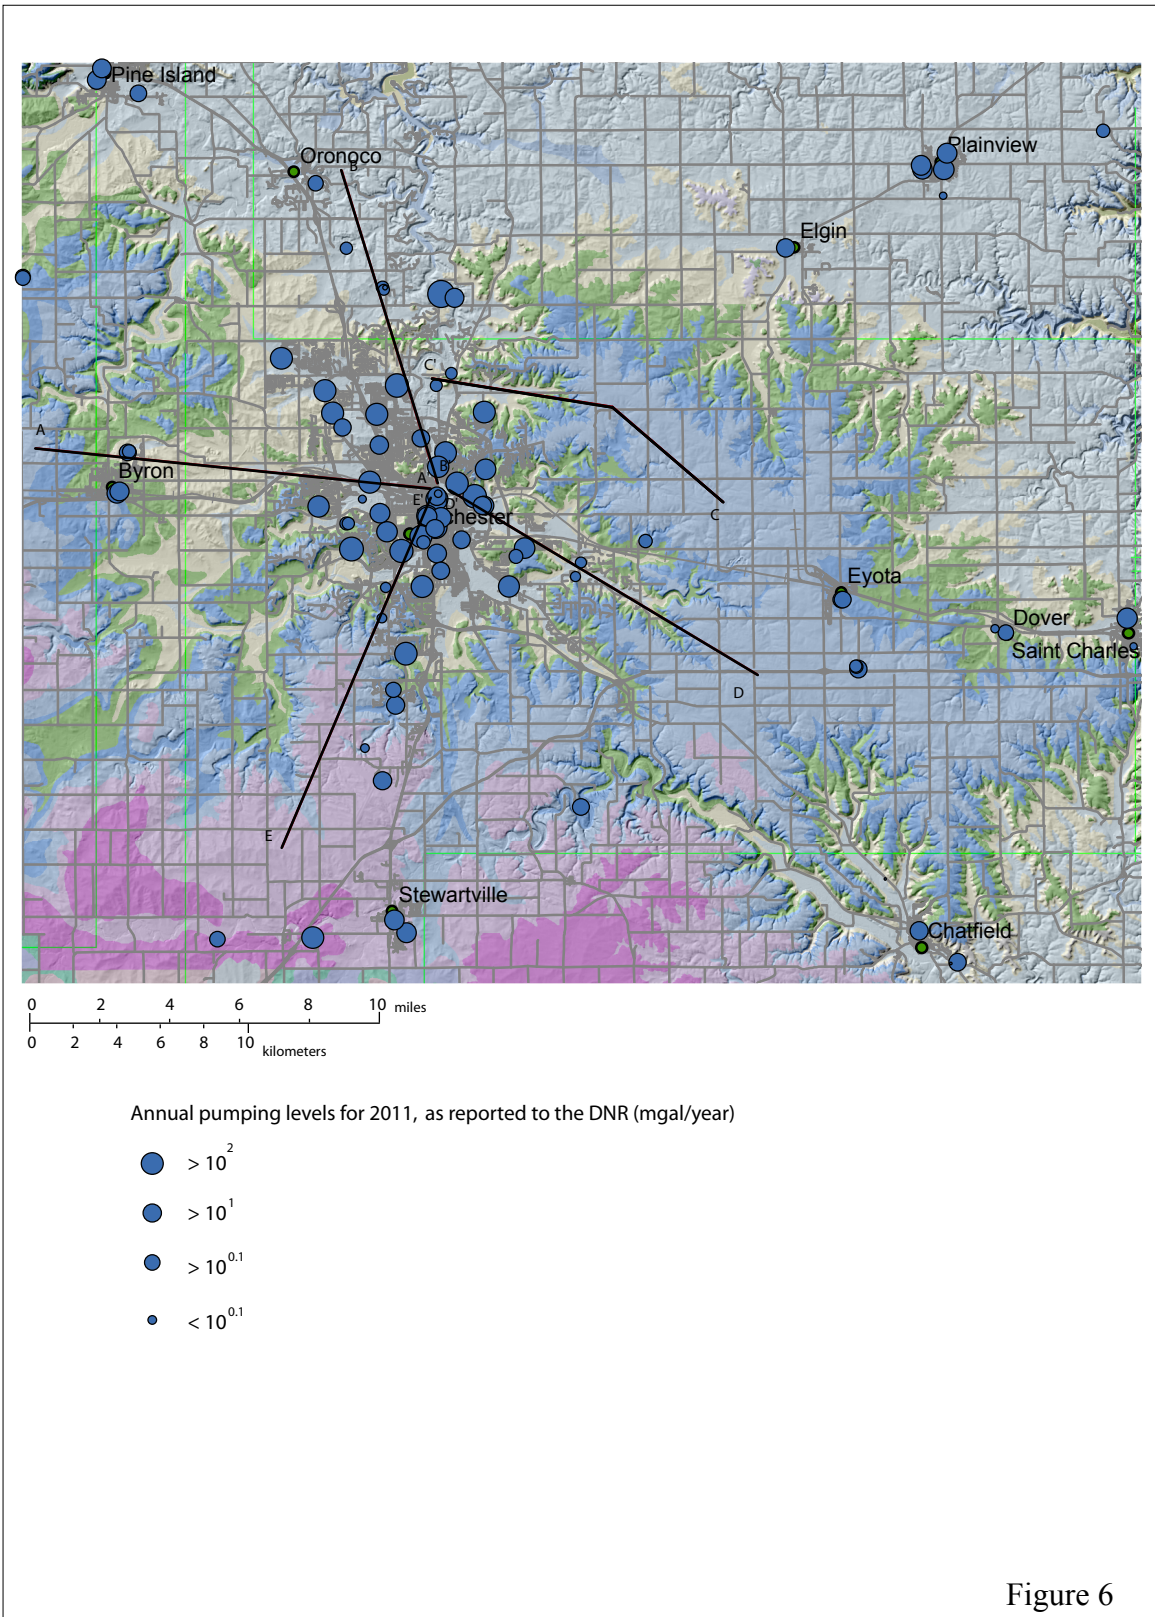 Pine Island
Oronoco
B
Plainview
Elgin
C'
A
Byron
B'
A'
E'
D'
chester
C
Eyota
Dover
Saint Charles
D
E
Stewartville
Chatfield
0 2 4 6 8 10 miles
0 2 4 6 8 10 kilometers
Annual pumping levels for 2011, as reported to the DNR (mgal/year)
> 10^2
> 10^1
> 10^0.1
< 10^0.1
Figure 6